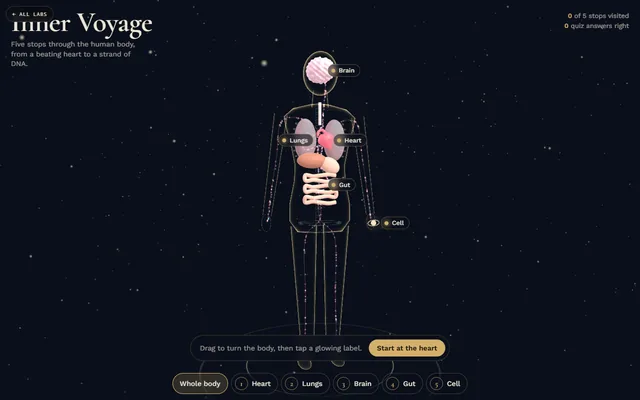 ← ALL LABS
Inner Voyage
Five stops through the human body,
from a beating heart to a strand of
DNA.
0 of 5 stops visited
0 quiz answers right
Brain
Lungs
Heart
Gut
Cell
Drag to turn the body, then tap a glowing label.
Start at the heart
Whole body
1 Heart
2 Lungs
3 Brain
4 Gut
5 Cell